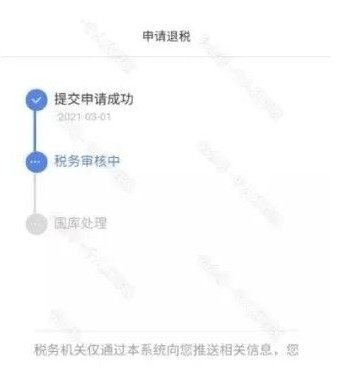 申请退税
提交申请成功
2021-03-01
税务审核中
国库处理
税务机关仅通过本系统向您推送相关信息，您